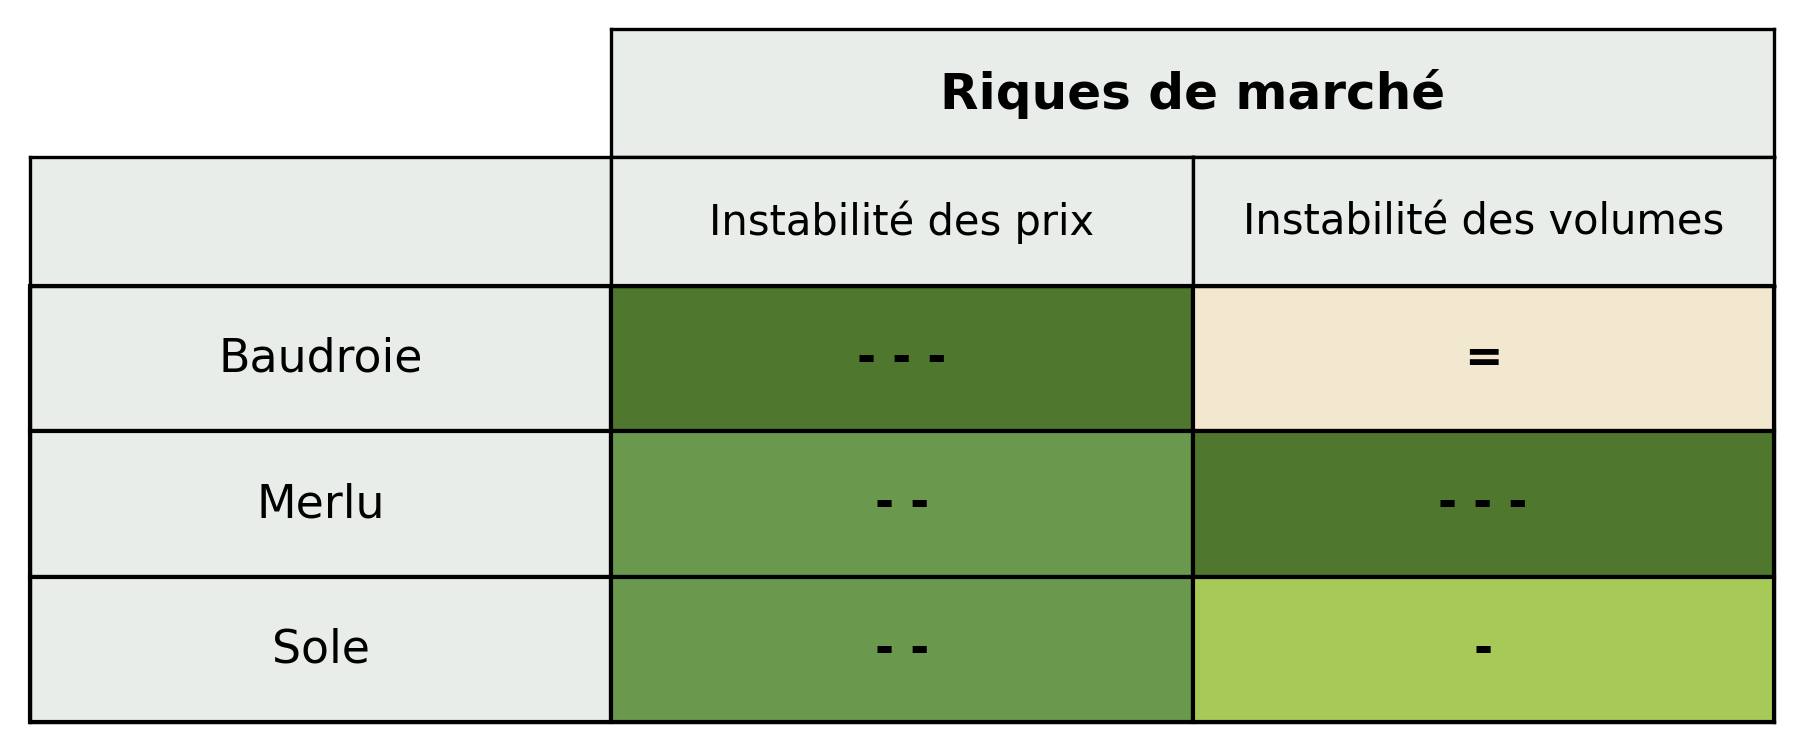 Riques de marché
Instabilité des prix Instabilité des volumes
Baudroie - - - =
Merlu - - - - -
Sole - - -